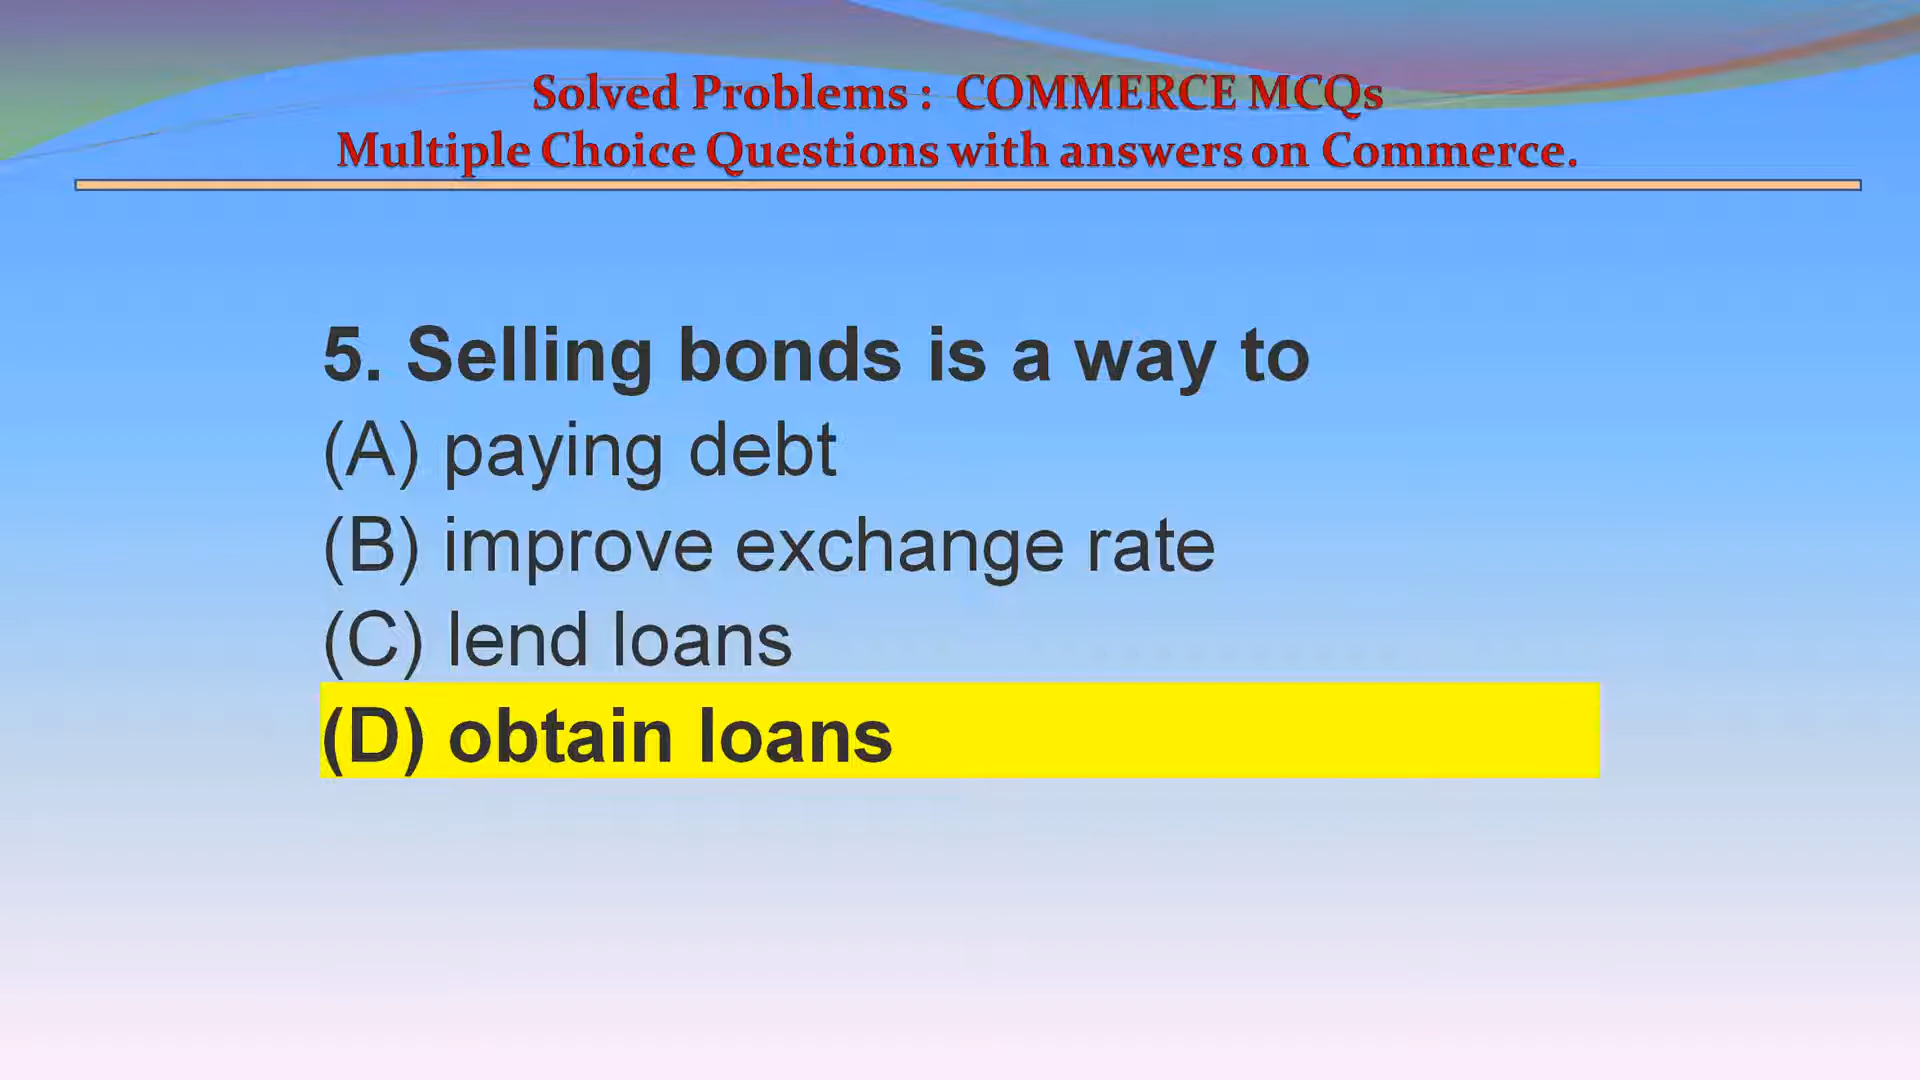 Solved Problems : COMMERCE MCQs
Multiple Choice Questions with answers on Commerce.
5. Selling bonds is a way to
(A) paying debt
(B) improve exchange rate
(C) lend loans
(D) obtain loans